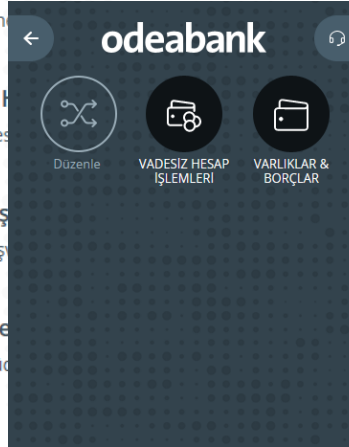 odeabank
Düzenle
VADESİZ HESAP
İŞLEMLERİ
VARLIKLAR &
BORÇLAR